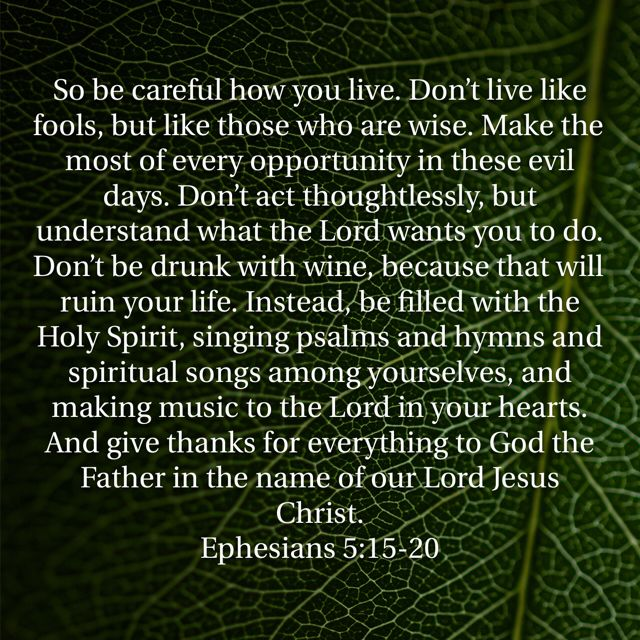 So be careful how you live. Don’t live like
fools, but like those who are wise. Make the
most of every opportunity in these evil
days. Don’t act thoughtlessly, but
understand what the Lord wants you to do.
Don’t be drunk with wine, because that will
ruin your life. Instead, be filled with the
Holy Spirit, singing psalms and hymns and
spiritual songs among yourselves, and
making music to the Lord in your hearts.
And give thanks for everything to God the
Father in the name of our Lord Jesus
Christ.
Ephesians 5:15-20